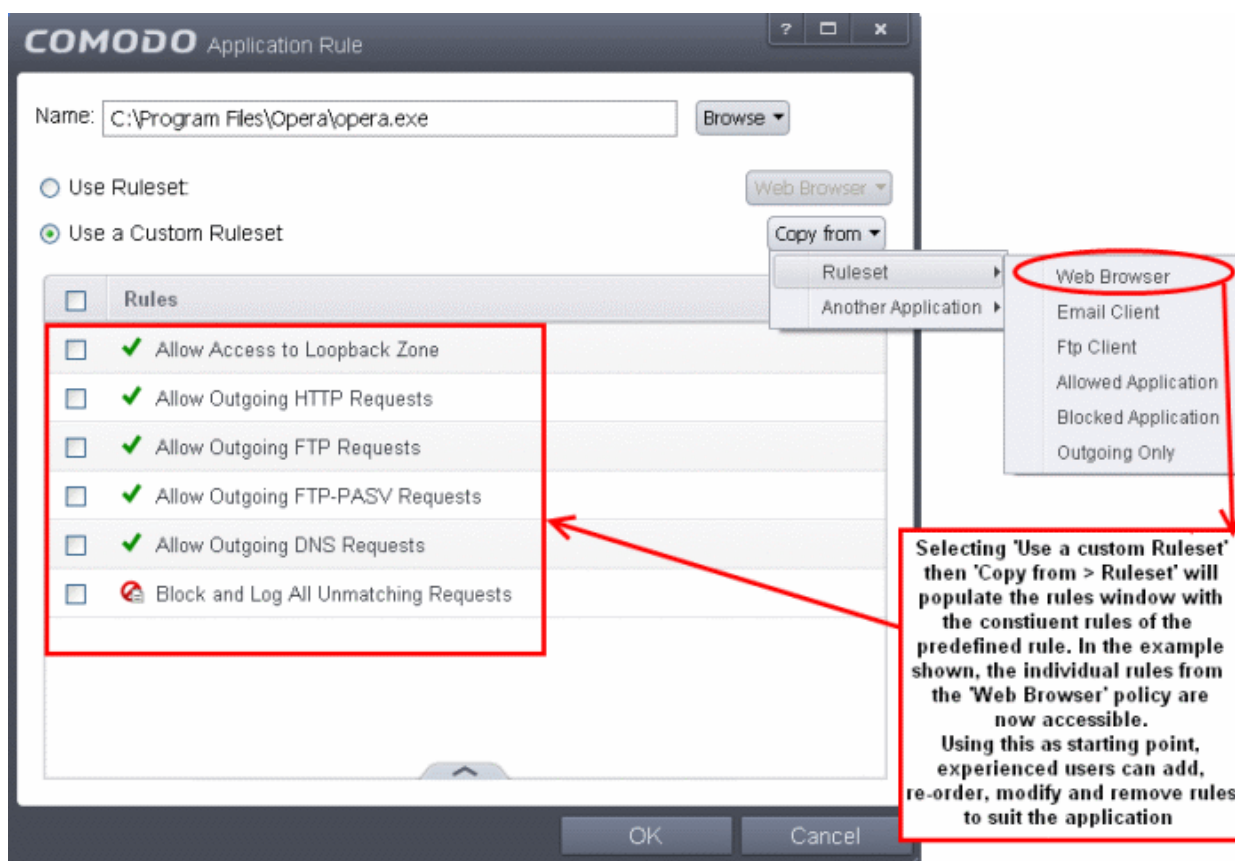 COMODO Application Rule
? X
Name: C:\Program Files\Opera\opera.exe Browse
Use Ruleset: Web Browser
Use a Custom Ruleset Copy from
Ruleset
Another Application
Web Browser
Email Client
Ftp Client
Allowed Application
Blocked Application
Outgoing Only
Rules
Allow Access to Loopback Zone
Allow Outgoing HTTP Requests
Allow Outgoing FTP Requests
Allow Outgoing FTP-PASV Requests
Allow Outgoing DNS Requests
Block and Log All Unmatching Requests
Selecting 'Use a custom Ruleset'
then 'Copy from > Ruleset' will
populate the rules window with
the constiuent rules of the
predefined rule. In the example
shown, the individual rules from
the 'Web Browser' policy are
now accessible.
Using this as starting point,
experienced users can add,
re-order, modify and remove rules
to suit the application
OK Cancel